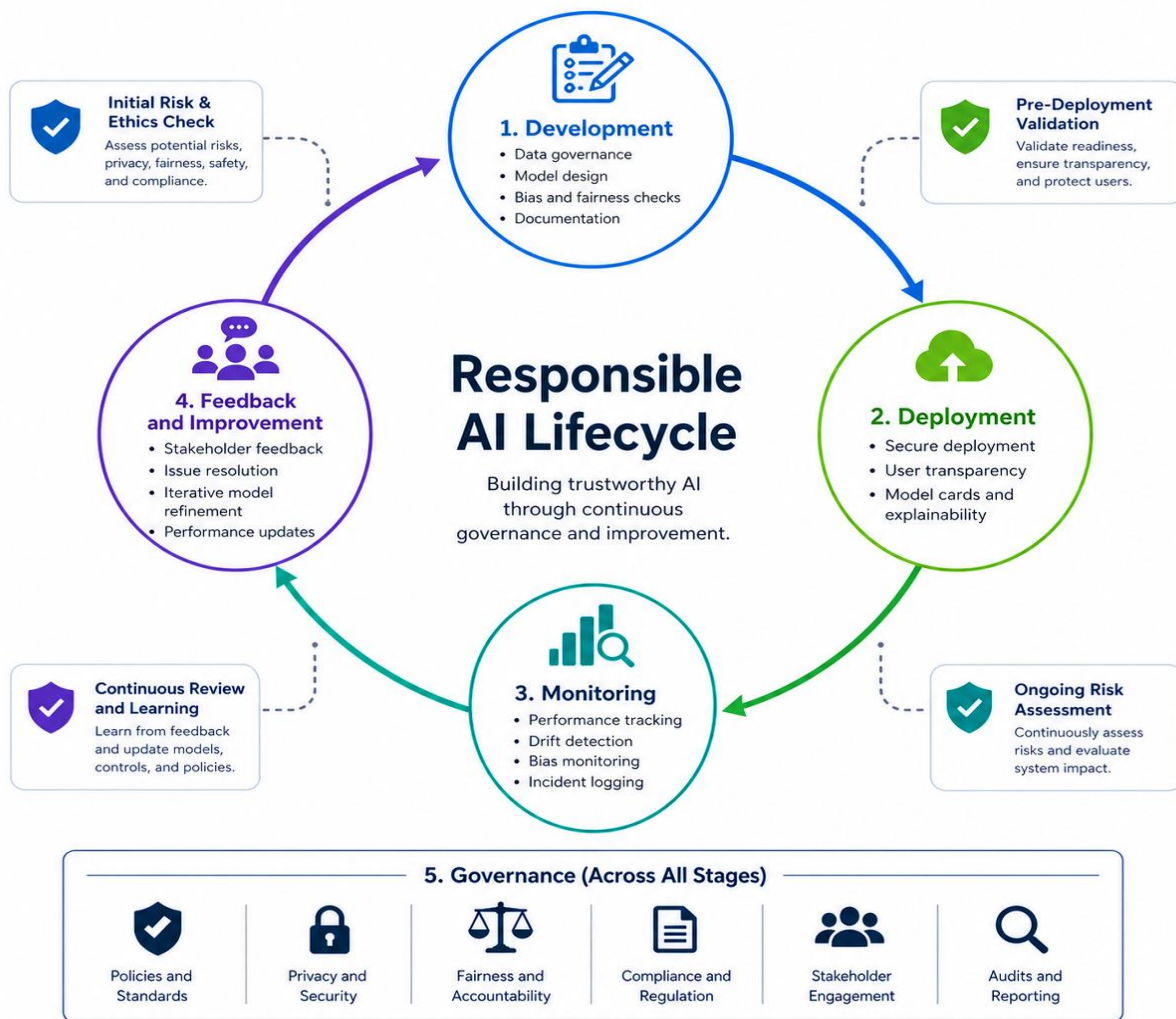 Initial Risk &
Ethics Check
Assess potential risks,
privacy, fairness, safety,
and compliance.
1. Development
• Data governance
• Model design
• Bias and fairness checks
• Documentation
Pre-Deployment
Validation
Validate readiness,
ensure transparency,
and protect users.
4. Feedback
and Improvement
• Stakeholder feedback
• Issue resolution
• Iterative model
refinement
• Performance updates
Responsible
AI Lifecycle
Building trustworthy AI
through continuous
governance and improvement.
2. Deployment
• Secure deployment
• User transparency
• Model cards and
explainability
Continuous Review
and Learning
Learn from feedback
and update models,
controls, and policies.
3. Monitoring
• Performance tracking
• Drift detection
• Bias monitoring
• Incident logging
Ongoing Risk
Assessment
Continuously assess
risks and evaluate
system impact.
5. Governance (Across All Stages)
Policies and
Standards
Privacy and
Security
Fairness and
Accountability
Compliance and
Regulation
Stakeholder
Engagement
Audits and
Reporting